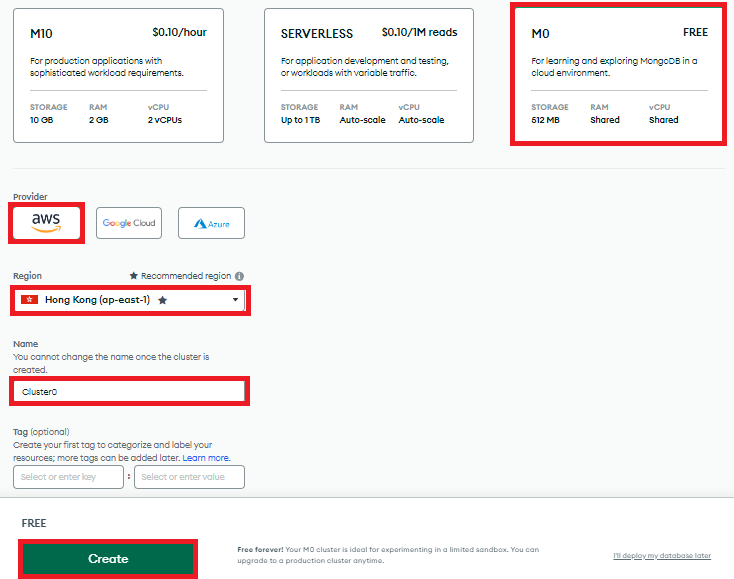 M10 $0.10/hour
For production applications with
sophisticated workload requirements.
STORAGE RAM vCPU
10 GB 2 GB 2 vCPUs
SERVERLESS $0.10/1M reads
For application development and testing,
or workloads with variable traffic.
STORAGE RAM vCPU
Up to 1 TB Auto-scale Auto-scale
M0 FREE
For learning and exploring MongoDB in a
cloud environment.
STORAGE RAM vCPU
512 MB Shared Shared
Provider
aws Google Cloud Azure
Region ★ Recommended region
Hong Kong (ap-east-1) ★
Name
You cannot change the name once the cluster is
created.
Cluster0
Tag (optional)
Create your first tag to categorize and label your
resources; more tags can be added later. Learn more.
Select or enter key : Select or enter value
FREE
Create
Free forever! Your M0 cluster is ideal for experimenting in a limited sandbox. You can
upgrade to a production cluster anytime.
I'll deploy my database later